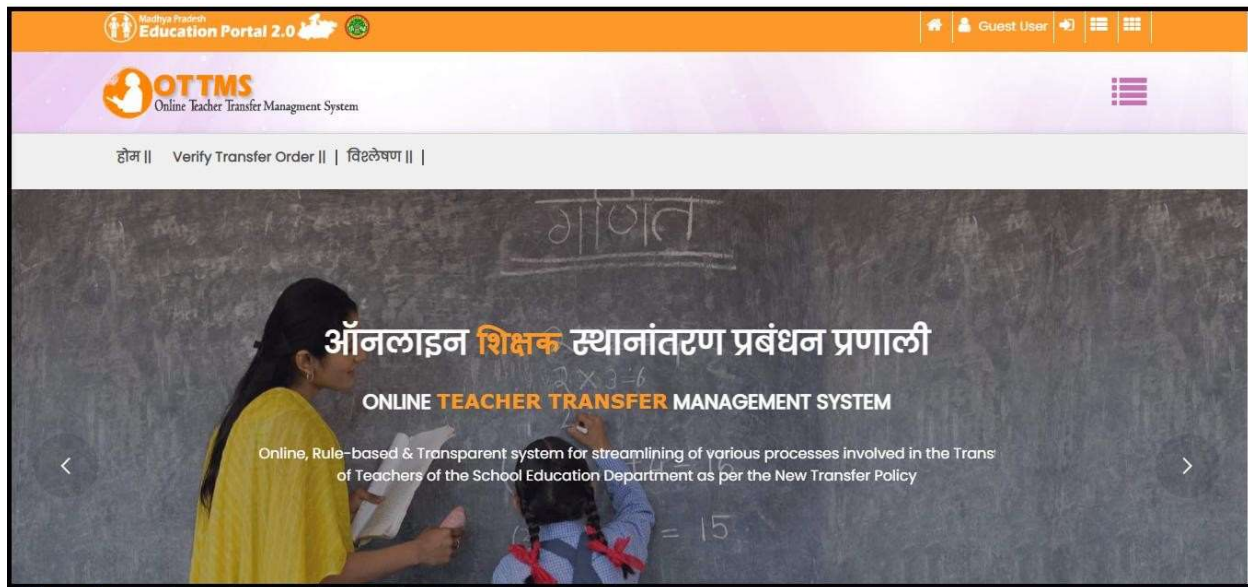 Madhya Pradesh
Education Portal 2.0
Guest User
OTTMS
Online Teacher Transfer Managment System
होम || Verify Transfer Order || | विश्लेषण || |
गणित
ऑनलाइन शिक्षक स्थानांतरण प्रबंधन प्रणाली
2 X 3 = 6
ONLINE TEACHER TRANSFER MANAGEMENT SYSTEM
Online, Rule-based & Transparent system for streamlining of various processes involved in the Trans
of Teachers of the School Education Department as per the New Transfer Policy
= 15